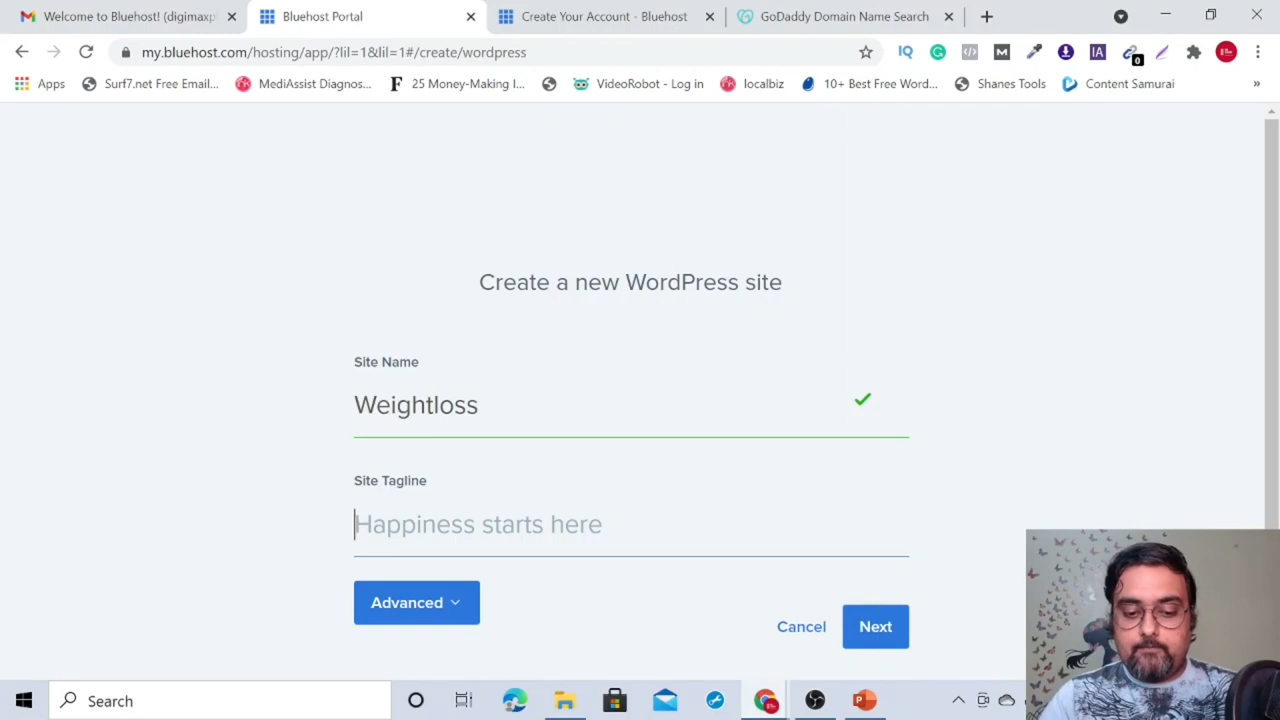 Welcome to Bluehost! (digimaxp
Bluehost Portal
Create Your Account - Bluehost
GoDaddy Domain Name Search
my.bluehost.com/hosting/app/?lil=1&lil=1#/create/wordpress
IQ
M
IA
0
Apps
Surf7.net Free Email...
MediAssist Diagnos...
F 25 Money-Making I...
VideoRobot - Log in
localbiz
10+ Best Free Word...
Shanes Tools
Content Samurai
»
Create a new WordPress site
Site Name
Weightloss
Site Tagline
Happiness starts here
Advanced
Cancel
Next
Search